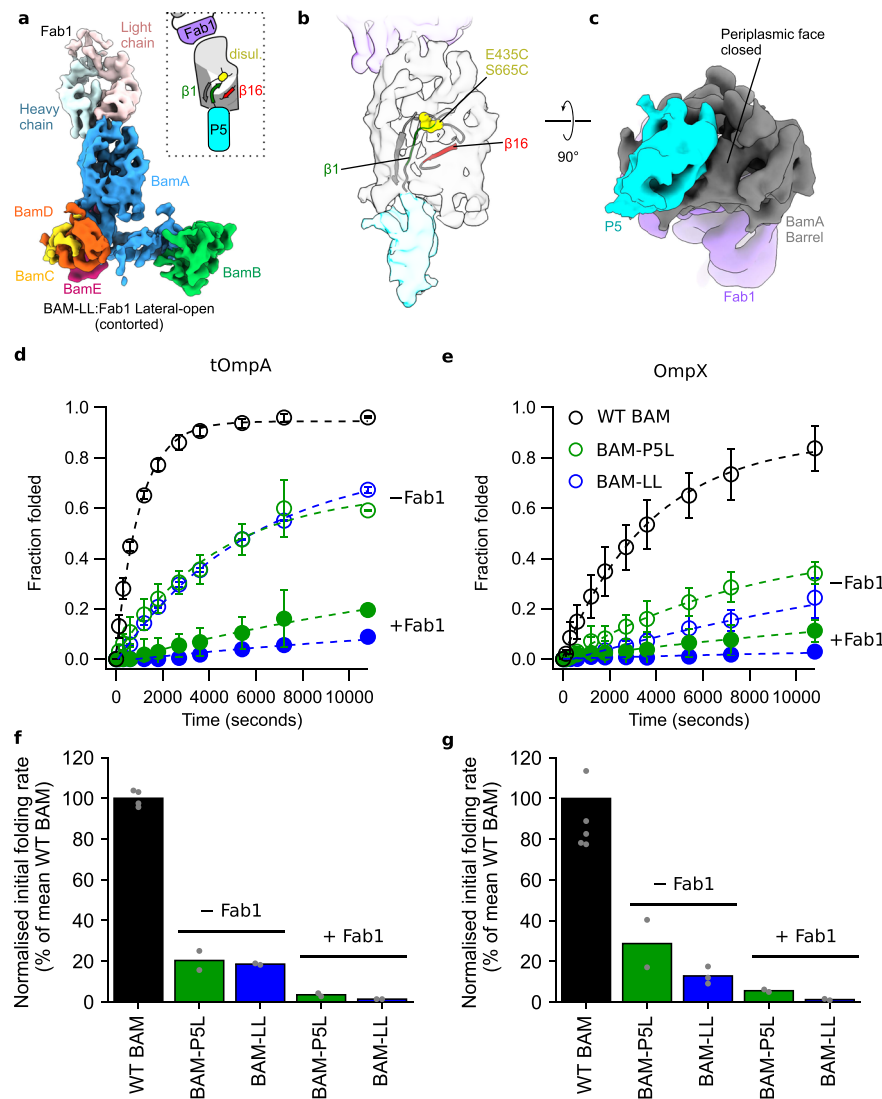 a
Fab1
Light
chain
Heavy
chain
BamA
BamD
BamC
BamE
BamB
BAM-LL:Fab1 Lateral-open
(contorted)
Fab1
disul.
β1
β16
P5
b
E435C
S665C
β1
β16
90°
c
Periplasmic face
closed
P5
BamA
Barrel
Fab1
d
tOmpA
Fraction folded
1.0
0.8
0.6
0.4
0.2
0.0
0
2000
4000
6000
8000
10000
Time (seconds)
−Fab1
+Fab1
e
OmpX
WT BAM
BAM-P5L
BAM-LL
Fraction folded
1.0
0.8
0.6
0.4
0.2
0.0
0
2000
4000
6000
8000
10000
Time (seconds)
−Fab1
+Fab1
f
Normalised initial folding rate
(% of mean WT BAM)
120
100
80
60
40
20
0
− Fab1
+ Fab1
WT BAM
BAM-P5L
BAM-LL
BAM-P5L
BAM-LL
g
Normalised initial folding rate
(% of mean WT BAM)
120
100
80
60
40
20
0
− Fab1
+ Fab1
WT BAM
BAM-P5L
BAM-LL
BAM-P5L
BAM-LL